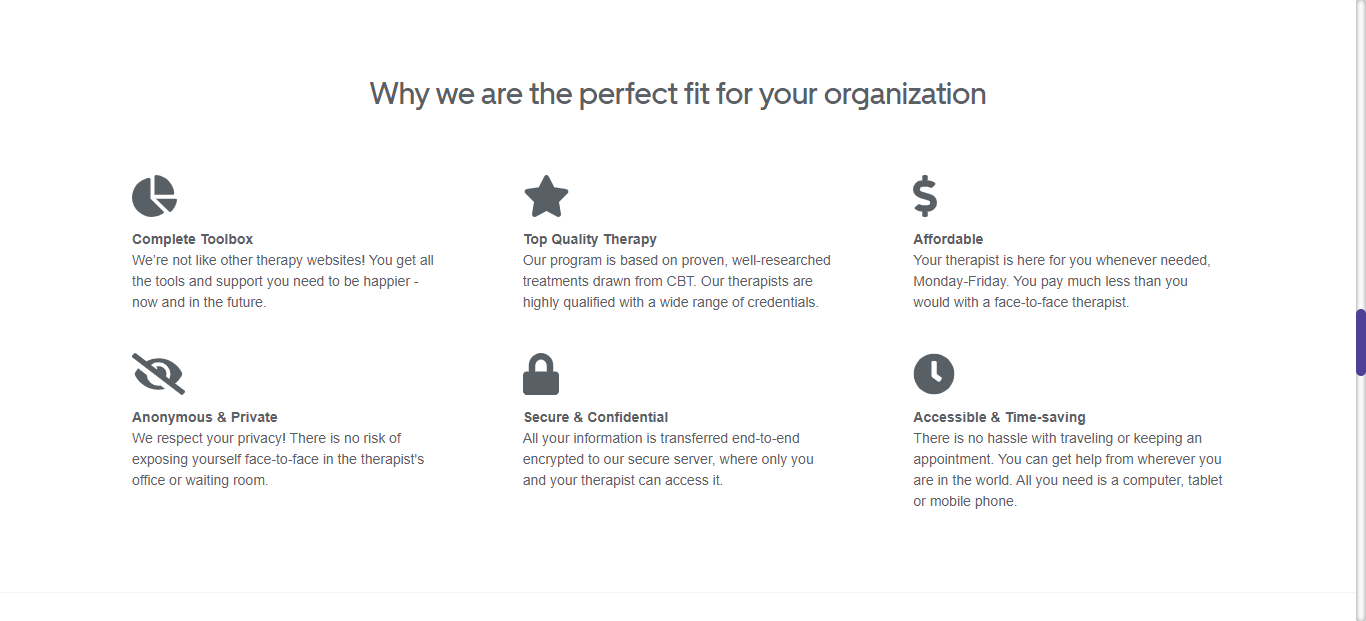 Why we are the perfect fit for your organization
Complete Toolbox
We're not like other therapy websites! You get all
the tools and support you need to be happier -
now and in the future.
Top Quality Therapy
Our program is based on proven, well-researched
treatments drawn from CBT. Our therapists are
highly qualified with a wide range of credentials.
Affordable
Your therapist is here for you whenever needed,
Monday-Friday. You pay much less than you
would with a face-to-face therapist.
Anonymous & Private
We respect your privacy! There is no risk of
exposing yourself face-to-face in the therapist's
office or waiting room.
Secure & Confidential
All your information is transferred end-to-end
encrypted to our secure server, where only you
and your therapist can access it.
Accessible & Time-saving
There is no hassle with traveling or keeping an
appointment. You can get help from wherever you
are in the world. All you need is a computer, tablet
or mobile phone.